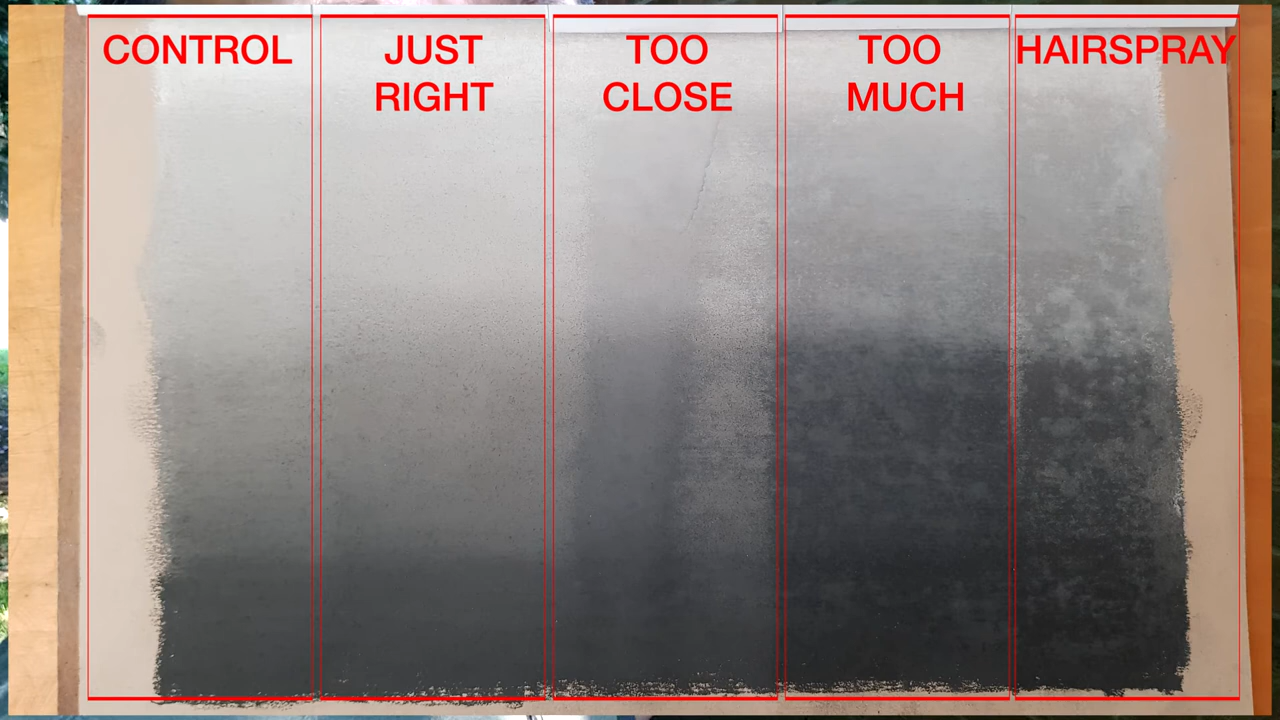 CONTROL
JUST
RIGHT
TOO
CLOSE
TOO
MUCH
HAIRSPRAY